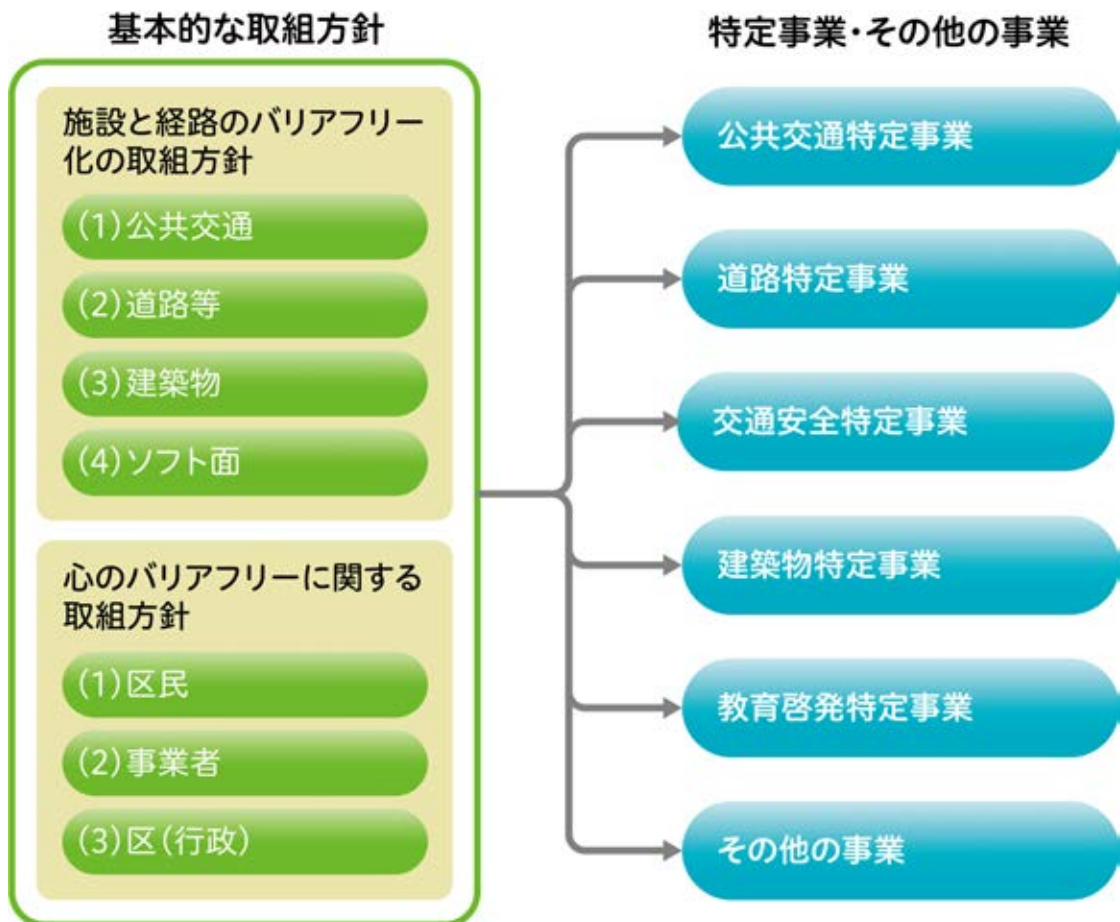 基本的な取組方針
施設と経路のバリアフリー
化の取組方針
(1)公共交通
(2)道路等
(3)建築物
(4)ソフト面
心のバリアフリーに関する
取組方針
(1)区民
(2)事業者
(3)区(行政)
特定事業・その他の事業
公共交通特定事業
道路特定事業
交通安全特定事業
建築物特定事業
教育啓発特定事業
その他の事業